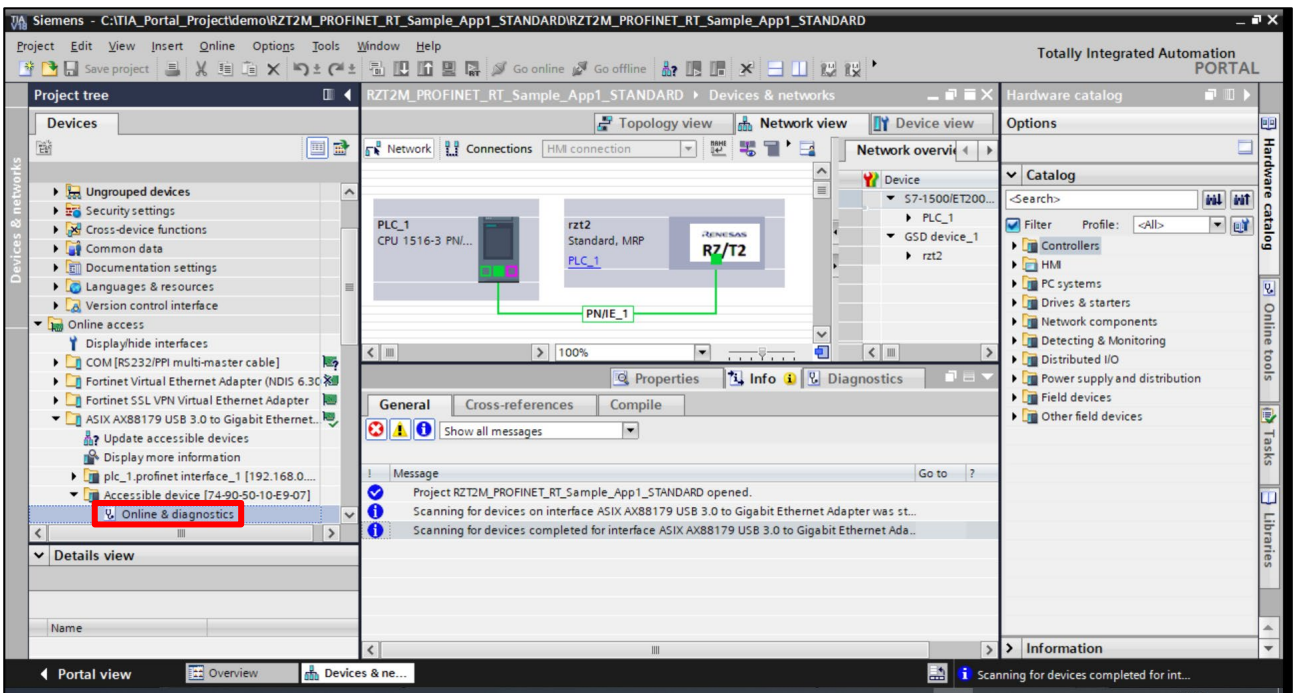 Siemens - C:\TIA_Portal_Project\demo\RZT2M_PROFINET_RT_Sample_App1_STANDARD\RZT2M_PROFINET_RT_Sample_App1_STANDARD
Project Edit View Insert Online Options Tools Window Help
Save project Go online Go offline
Totally Integrated Automation
PORTAL
Project tree
Devices
Devices & networks
Ungrouped devices
Security settings
Cross-device functions
Common data
Documentation settings
Languages & resources
Version control interface
Online access
Display/hide interfaces
COM [RS232/PPI multi-master cable]
Fortinet Virtual Ethernet Adapter (NDIS 6.30
Fortinet SSL VPN Virtual Ethernet Adapter
ASIX AX88179 USB 3.0 to Gigabit Ethernet...
Update accessible devices
Display more information
plc_1.profinet interface_1 [192.168.0....
Accessible device [74-90-50-10-E9-07]
Online & diagnostics
Details view
Name
RZT2M_PROFINET_RT_Sample_App1_STANDARD Devices & networks
Topology view Network view Device view
Network Connections HMI connection
PLC_1
CPU 1516-3 PN/...
rzt2
Standard, MRP
PLC_1
RENESAS
RZ/T2
PN/IE_1
100%
Network overvie
Device
S7-1500/ET200...
PLC_1
GSD device_1
rzt2
Properties Info Diagnostics
General Cross-references Compile
Show all messages
! Message Go to ?
Project RZT2M_PROFINET_RT_Sample_App1_STANDARD opened.
Scanning for devices on interface ASIX AX88179 USB 3.0 to Gigabit Ethernet Adapter was st...
Scanning for devices completed for interface ASIX AX88179 USB 3.0 to Gigabit Ethernet Ada..
Hardware catalog
Options
Catalog
<Search>
Filter Profile: <All>
Controllers
HMI
PC systems
Drives & starters
Network components
Detecting & Monitoring
Distributed I/O
Power supply and distribution
Field devices
Other field devices
Information
Hardware catalog
Online tools
Tasks
Libraries
Portal view Overview Devices & ne...
Scanning for devices completed for int...